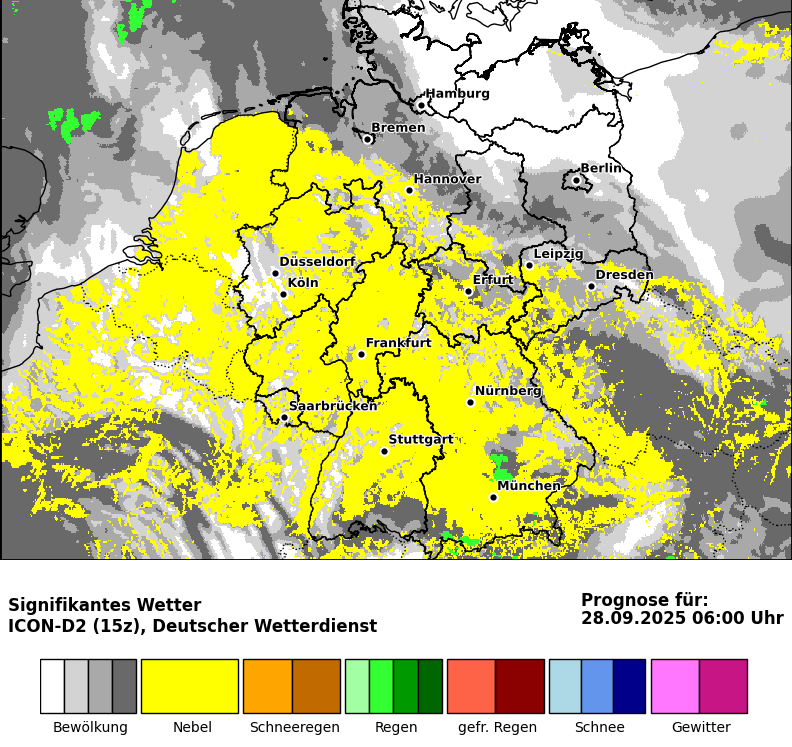 Hamburg
Bremen
Berlin
Hannover
Leipzig
Düsseldorf
Dresden
Köln
Erfurt
Frankfurt
Nürnberg
Saarbrücken
Stuttgart
München
Signifikantes Wetter
ICON-D2 (15z), Deutscher Wetterdienst
Prognose für:
28.09.2025 06:00 Uhr
Bewölkung
Nebel
Schneeregen
Regen
gefr. Regen
Schnee
Gewitter